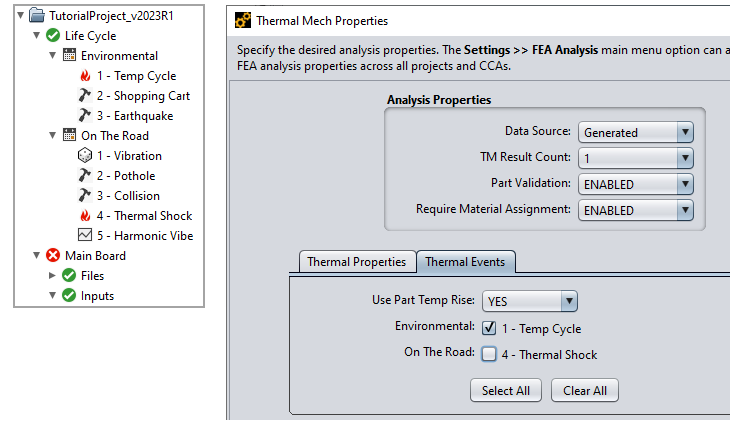 TutorialProject_v2023R1
Life Cycle
Environmental
1 - Temp Cycle
2 - Shopping Cart
3 - Earthquake
On The Road
1 - Vibration
2 - Pothole
3 - Collision
4 - Thermal Shock
5 - Harmonic Vibe
Main Board
Files
Inputs
Thermal Mech Properties
Specify the desired analysis properties. The Settings >> FEA Analysis main menu option can a
FEA analysis properties across all projects and CCAs.
Analysis Properties
Data Source: Generated
TM Result Count: 1
Part Validation: ENABLED
Require Material Assignment: ENABLED
Thermal Properties Thermal Events
Use Part Temp Rise: YES
Environmental: 1 - Temp Cycle
On The Road: 4 - Thermal Shock
Select All Clear All